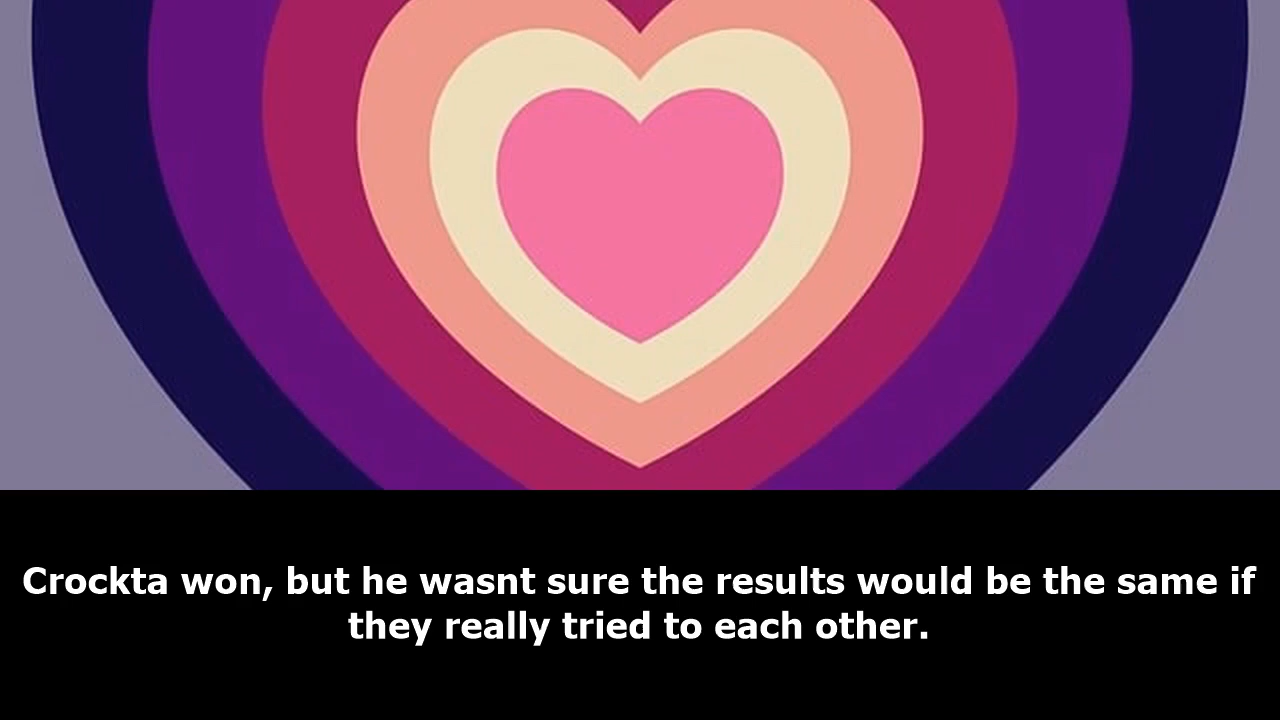 Crockta won, but he wasnt sure the results would be the same if
they really tried to each other.